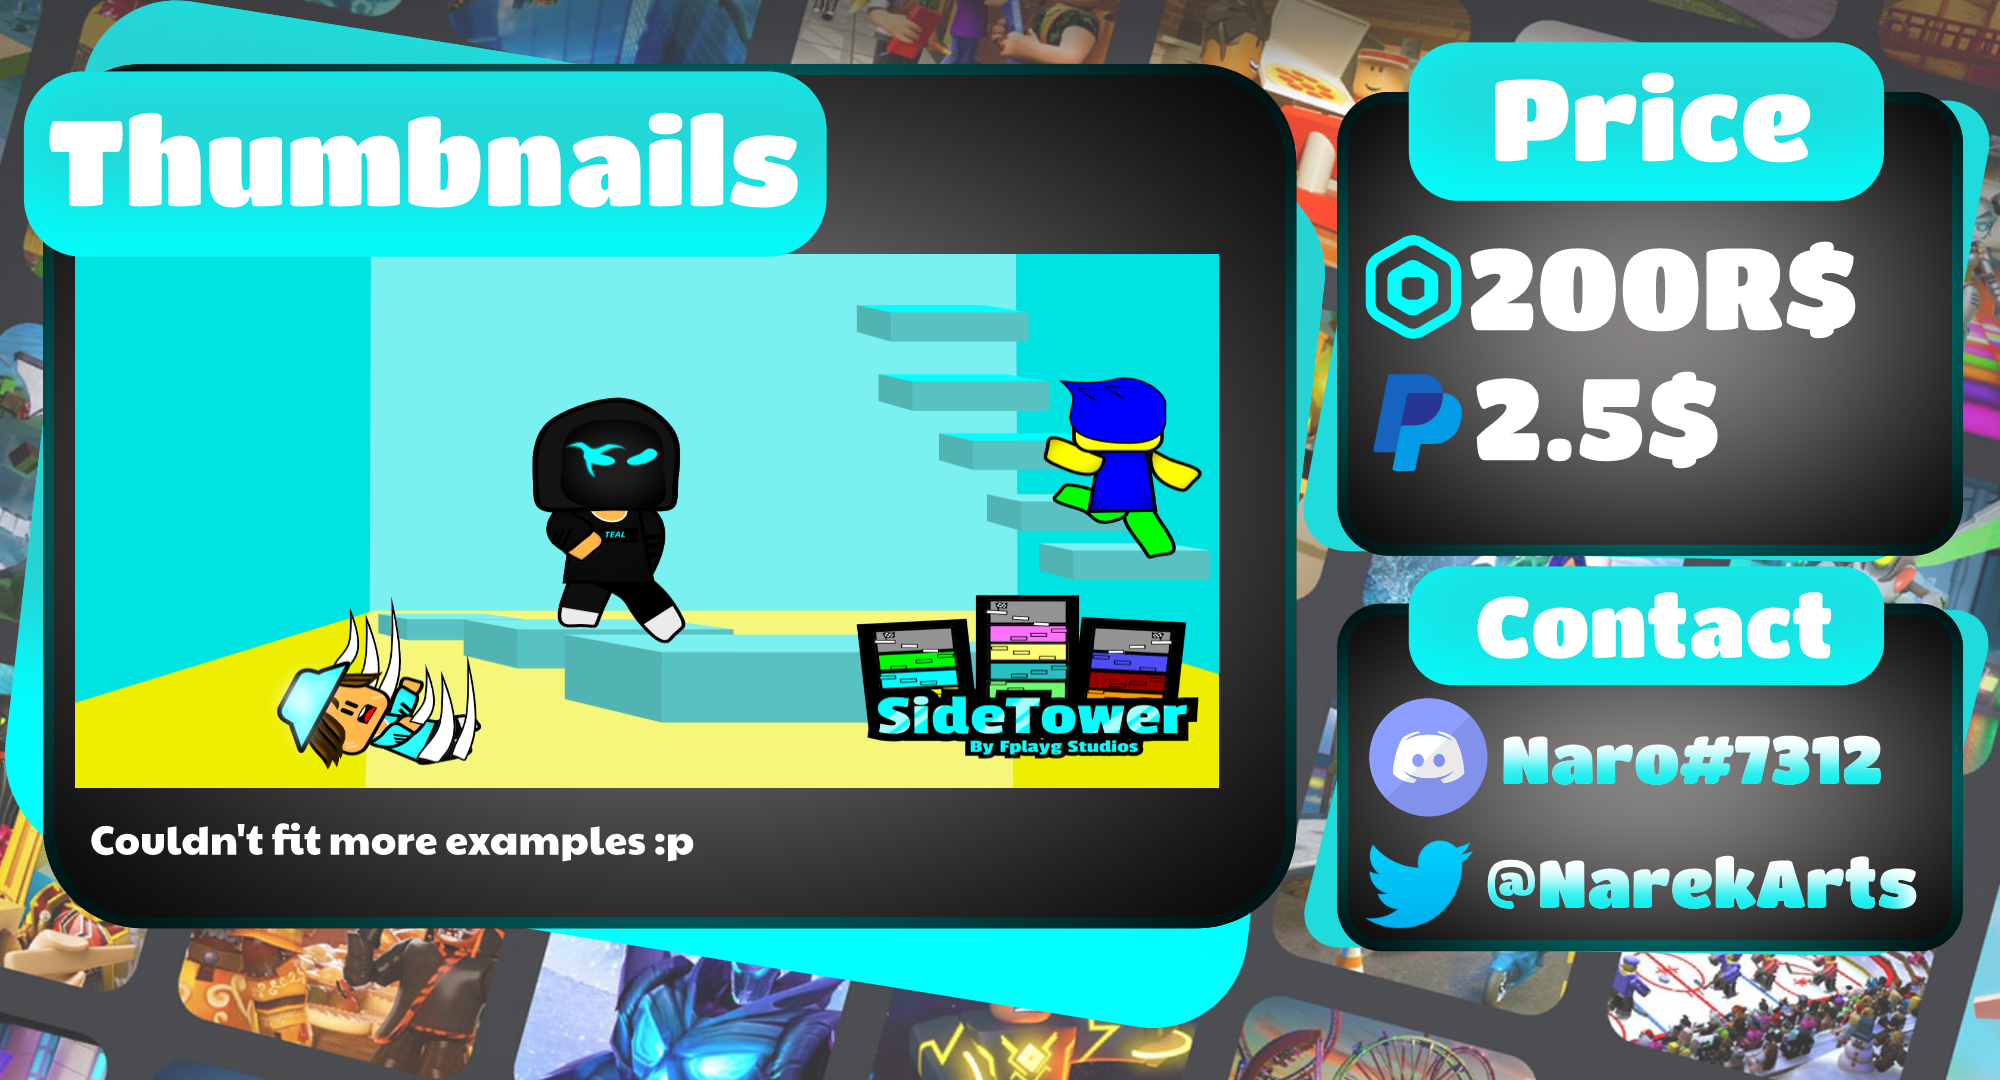 Thumbnails
TEAL
SideTower
By Fplayg Studios
Couldn't fit more examples :p
Price
200R$
2.5$
Contact
Naro#7312
@NarekArts